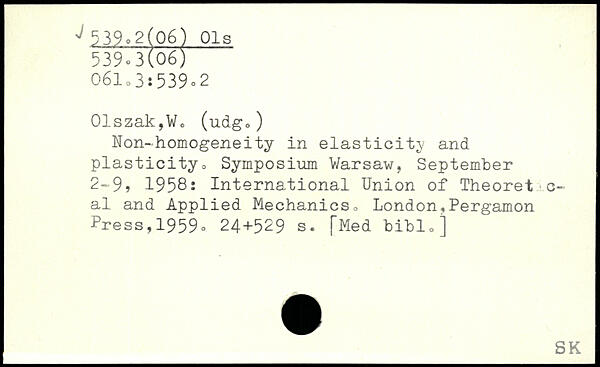 √ 539.2(06) Ols
539.3(06)
061.3:539.2
Olszak,W. (udg.)
Non-homogeneity in elasticity and
plasticity. Symposium Warsaw, September
2-9, 1958: International Union of Theoretic-
al and Applied Mechanics. London,Pergamon
Press,1959. 24+529 s. [Med bibl.]
SK